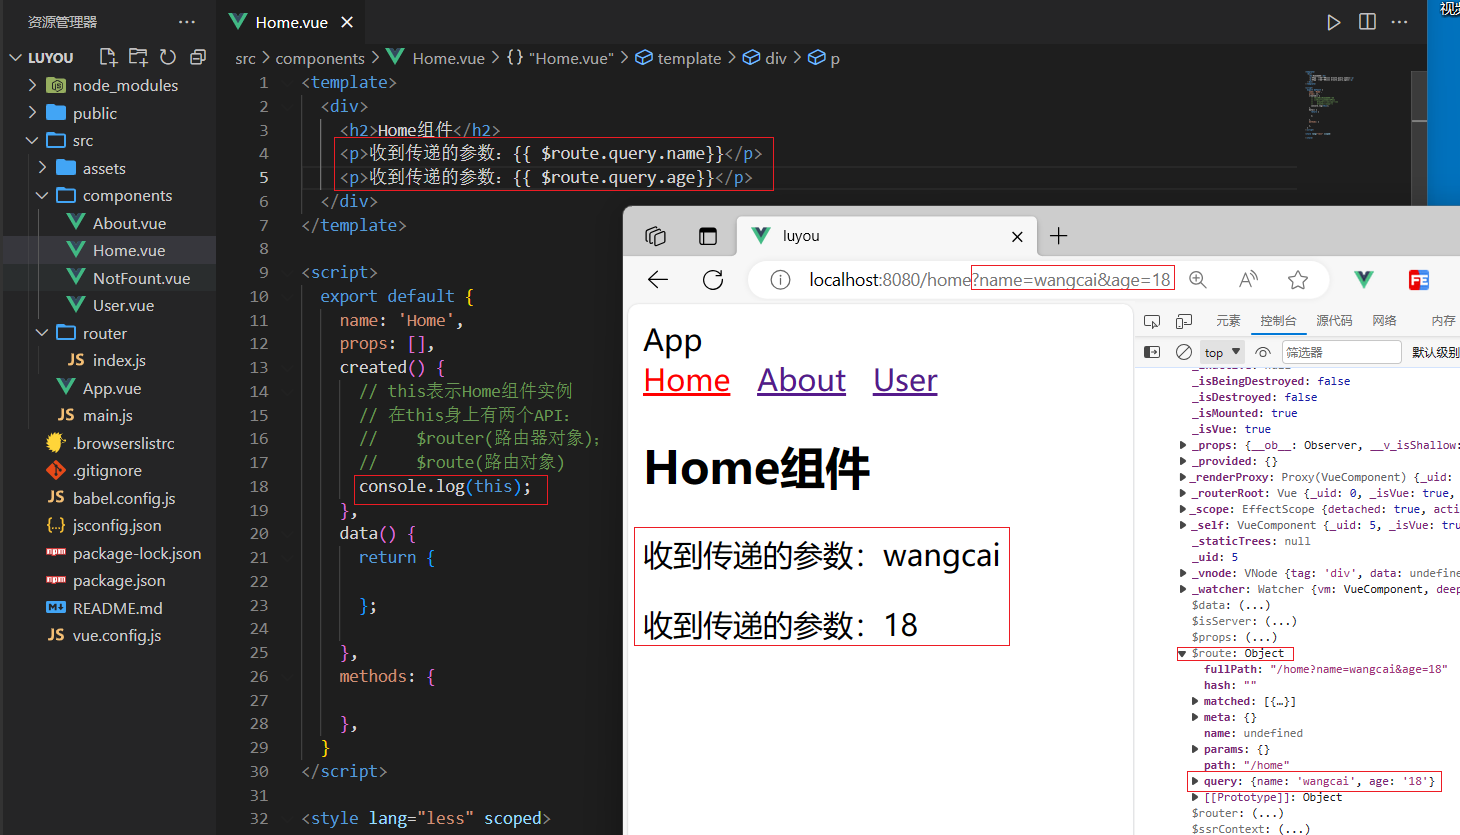 资源管理器
LUYOU
node_modules
public
src
assets
components
About.vue
Home.vue
NotFount.vue
User.vue
router
JS index.js
App.vue
JS main.js
.browserslistrc
.gitignore
JS babel.config.js
{..} jsconfig.json
npm package-lock.json
npm package.json
README.md
JS vue.config.js
Home.vue
src > components > Home.vue > {} "Home.vue" > template > div > p
1 <template>
2 <div>
3 <h2>Home组件</h2>
4 <p>收到传递的参数：{{ $route.query.name}}</p>
5 <p>收到传递的参数：{{ $route.query.age}}</p>
6 </div>
7 </template>
8
9 <script>
10 export default {
11 name: 'Home',
12 props: [],
13 created() {
14 // this表示Home组件实例
15 // 在this身上有两个API：
16 // $router(路由器对象);
17 // $route(路由对象)
18 console.log(this);
19 },
20 data() {
21 return {
22
23 };
24
25 },
26 methods: {
27
28 },
29 }
30 </script>
31
32 <style lang="less" scoped>
视频
luyou
localhost:8080/home?name=wangcai&age=18
App
Home About User
Home组件
收到传递的参数：wangcai
收到传递的参数：18
元素 控制台 源代码 网络 内存
top 筛选器 默认级别
_isBeingDestroyed: false
_isDestroyed: false
_isMounted: true
_isVue: true
_props: {__ob__: Observer, __v_isShallow:
_provided: {}
_renderProxy: Proxy(VueComponent) {_uid:
_routerRoot: Vue {_uid: 0, _isVue: true,
_scope: EffectScope {detached: true, acti
_self: VueComponent {_uid: 5, _isVue: tru
_staticTrees: null
_uid: 5
_vnode: VNode {tag: 'div', data: undefine
_watcher: Watcher {vm: VueComponent, deep
$data: (...)
$isServer: (...)
$props: (...)
$route: Object
fullPath: "/home?name=wangcai&age=18"
hash: ""
matched: [{…}]
meta: {}
name: undefined
params: {}
path: "/home"
query: {name: 'wangcai', age: '18'}
[[Prototype]]: Object
$router: (...)
$ssrContext: (...)